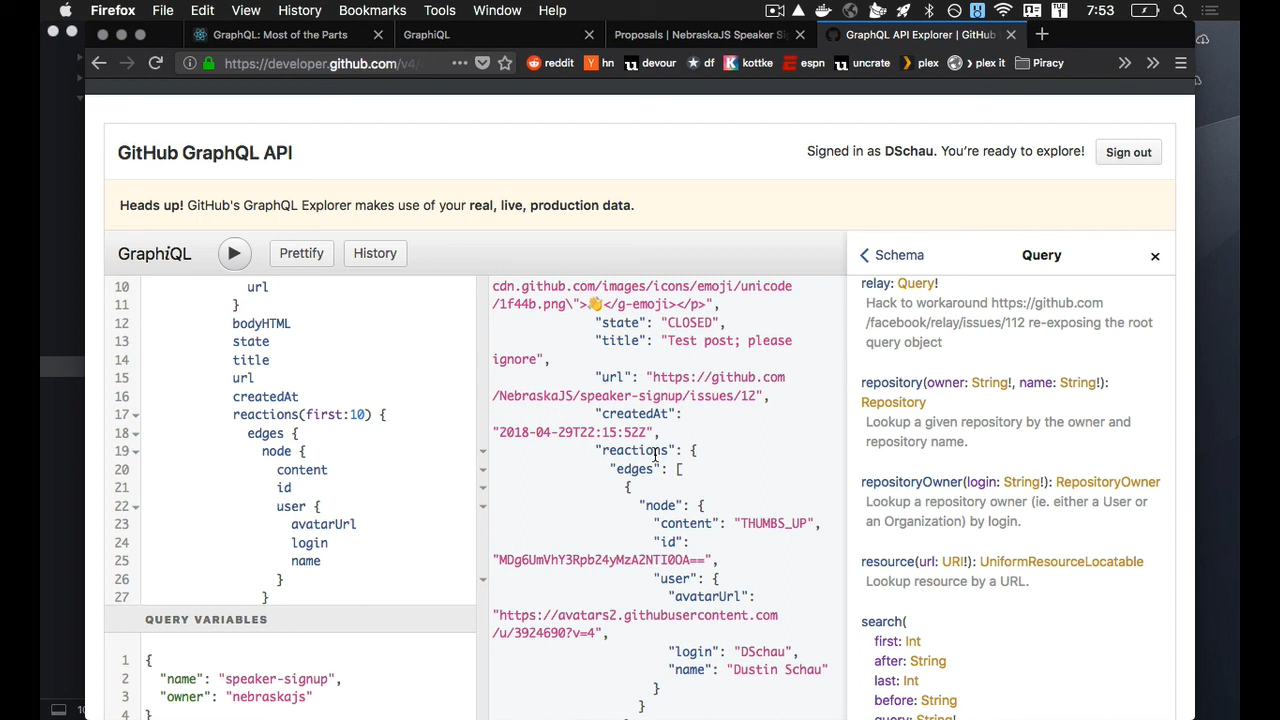 Firefox File Edit View History Bookmarks Tools Window Help TUE 1 7:53
GraphQL: Most of the Parts GraphiQL Proposals | NebraskaJS Speaker Si GraphQL API Explorer | GitHub
https://developer.github.com/v4/ reddit hn devour df kottke espn uncrate plex plex it Piracy
GitHub GraphQL API
Signed in as DSchau. You're ready to explore! Sign out
Heads up! GitHub's GraphQL Explorer makes use of your real, live, production data.
GraphiQL Prettify History
Schema Query ×
10 url
11 }
12 bodyHTML
13 state
14 title
15 url
16 createdAt
17 reactions(first:10) {
18 edges {
19 node {
20 content
21 id
22 user {
23 avatarUrl
24 login
25 name
26 }
27 }
QUERY VARIABLES
1 {
2 "name": "speaker-signup",
3 "owner": "nebraskajs"
4 }
cdn.github.com/images/icons/emoji/unicode
/1f44b.png\">👋</g-emoji></p>",
"state": "CLOSED",
"title": "Test post; please
ignore",
"url": "https://github.com
/NebraskaJS/speaker-signup/issues/12",
"createdAt":
"2018-04-29T22:15:52Z",
"reactions": {
"edges": [
{
"node": {
"content": "THUMBS_UP",
"id":
"MDg6UmVhY3Rpb24yMzA2NTI0OA==",
"user": {
"avatarUrl":
"https://avatars2.githubusercontent.com
/u/3924690?v=4",
"login": "DSchau",
"name": "Dustin Schau"
}
}
relay: Query!
Hack to workaround https://github.com
/facebook/relay/issues/112 re-exposing the root
query object
repository(owner: String!, name: String!):
Repository
Lookup a given repository by the owner and
repository name.
repositoryOwner(login: String!): RepositoryOwner
Lookup a repository owner (ie. either a User or
an Organization) by login.
resource(url: URI!): UniformResourceLocatable
Lookup resource by a URL.
search(
first: Int
after: String
last: Int
before: String
query: String!